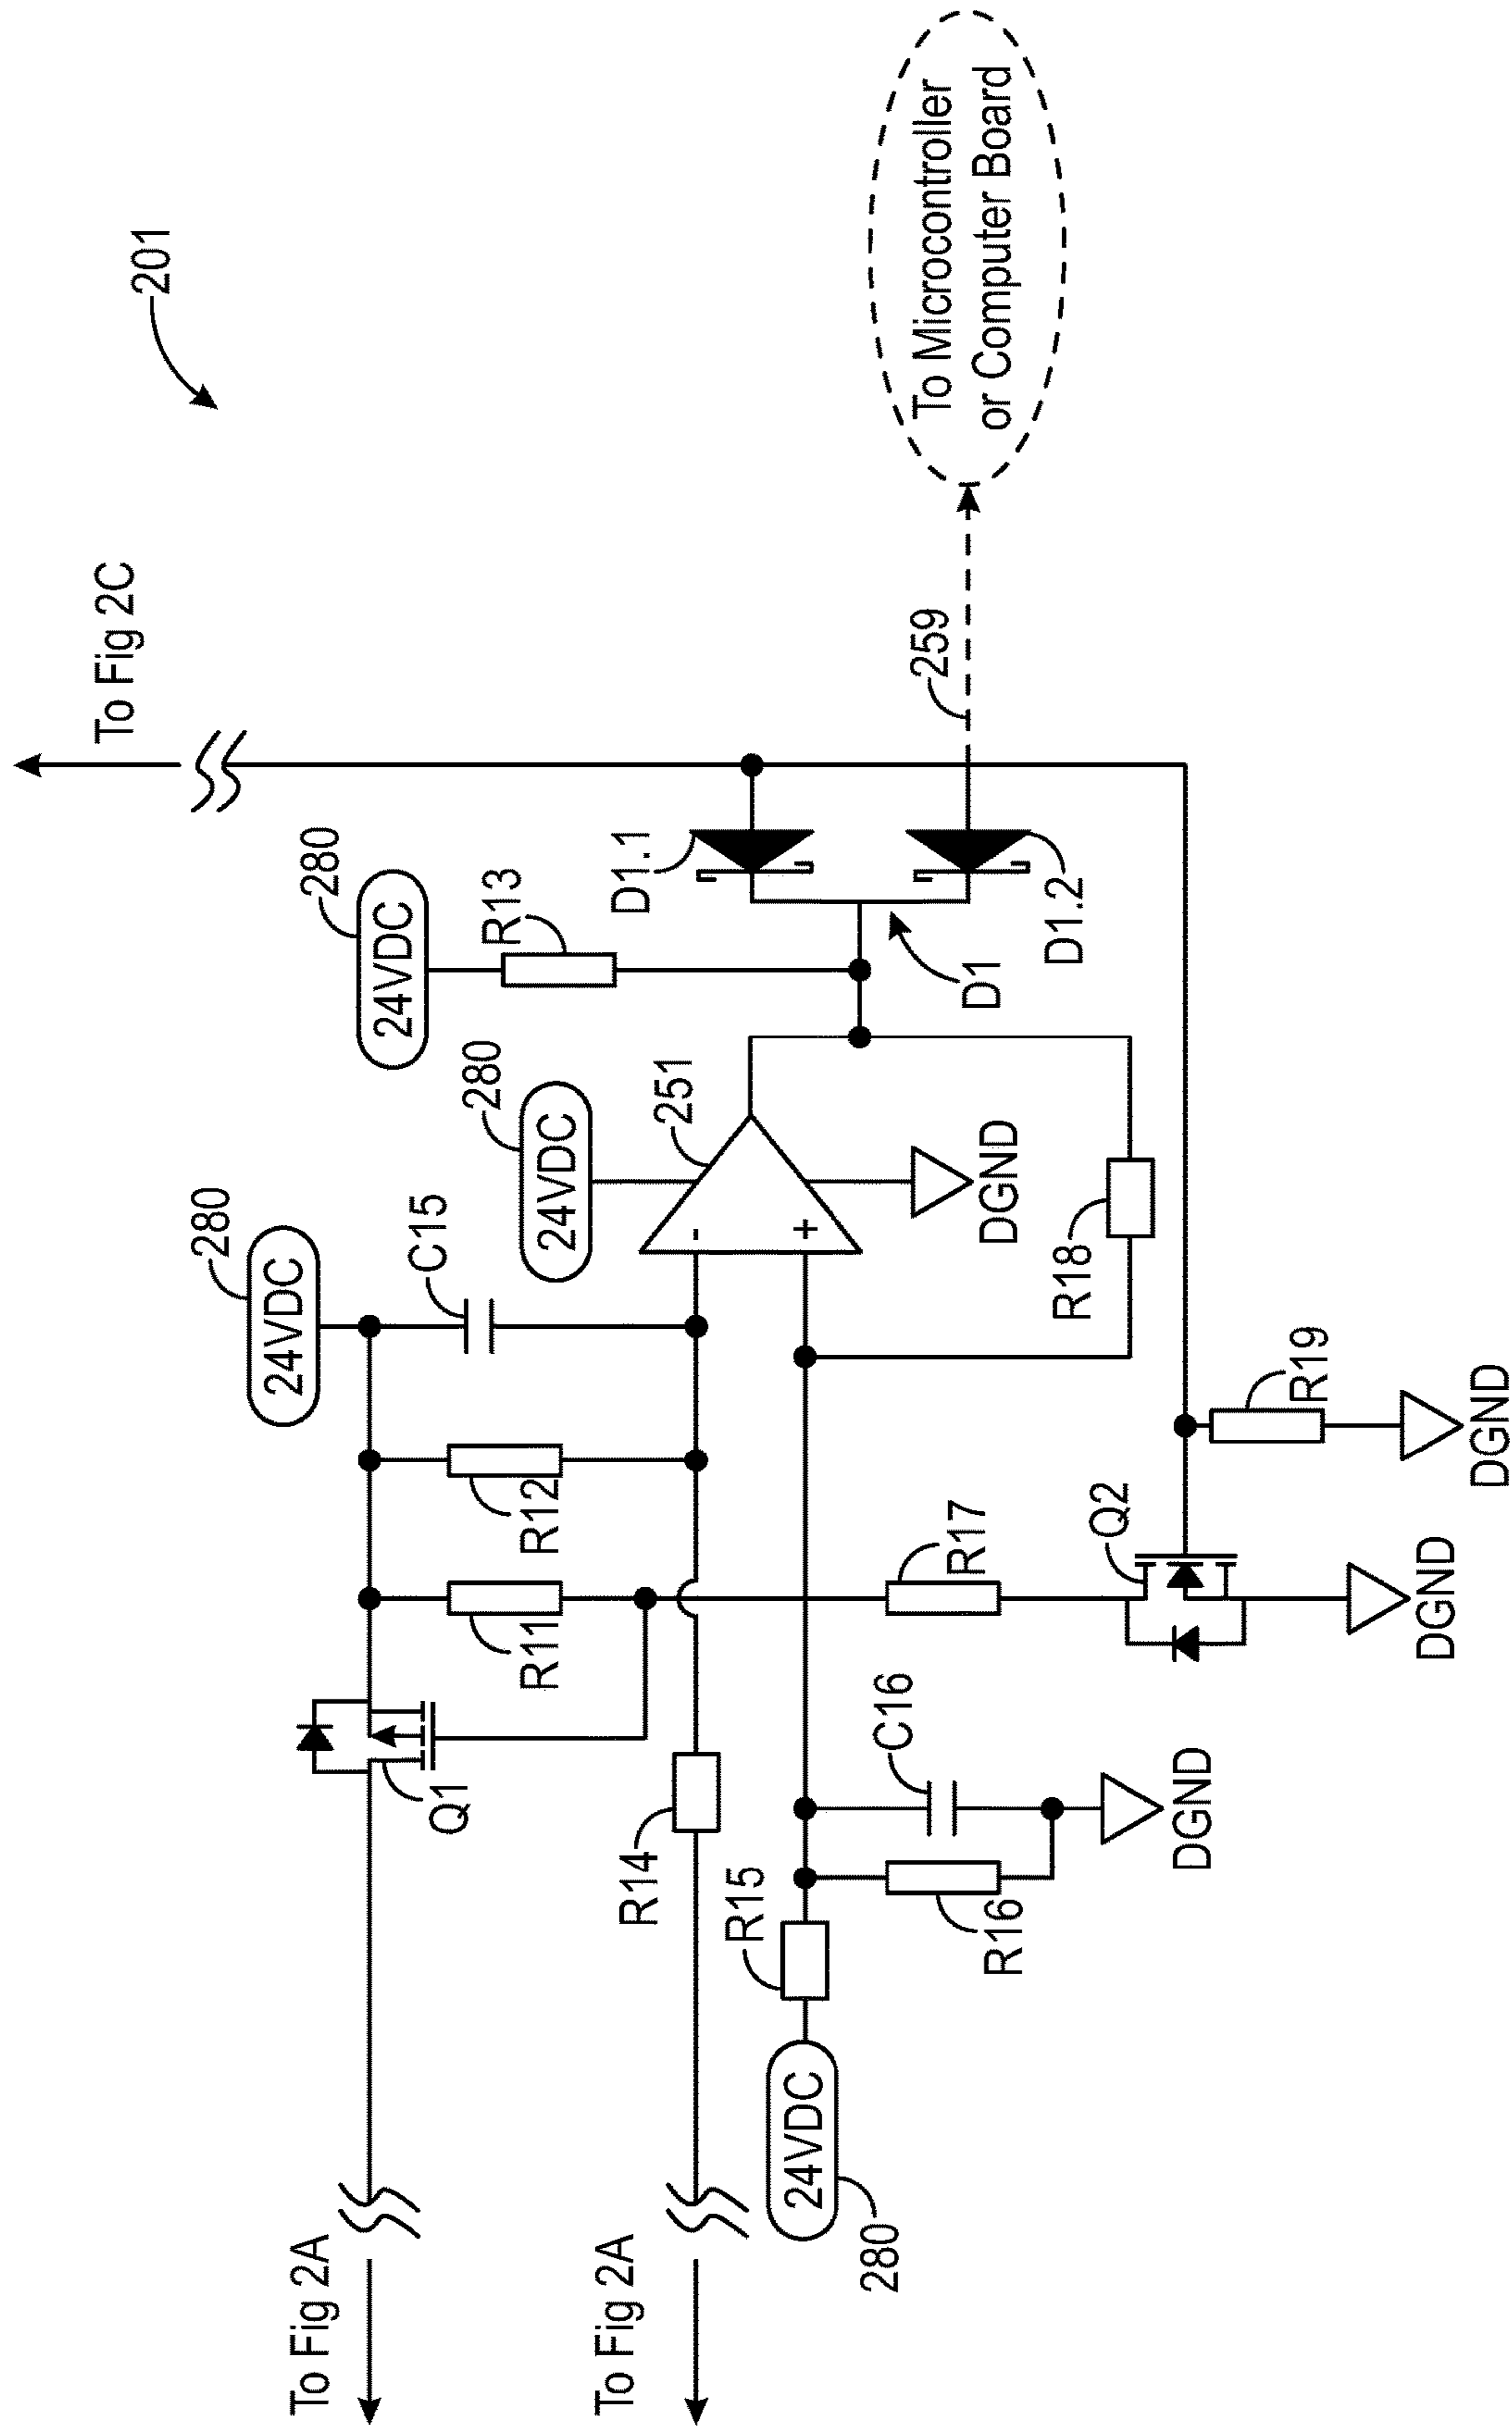 201
To Fig 2C
To Microcontroller
or Computer Board
259
280
24VDC
R13
D1.1
D1.2
D1
280
24VDC
251
-
+
DGND
R18
280
24VDC
C15
R12
R11
Q1
R14
R17
Q2
R19
DGND
DGND
C16
R15
R16
DGND
24VDC
280
To Fig 2A
To Fig 2A